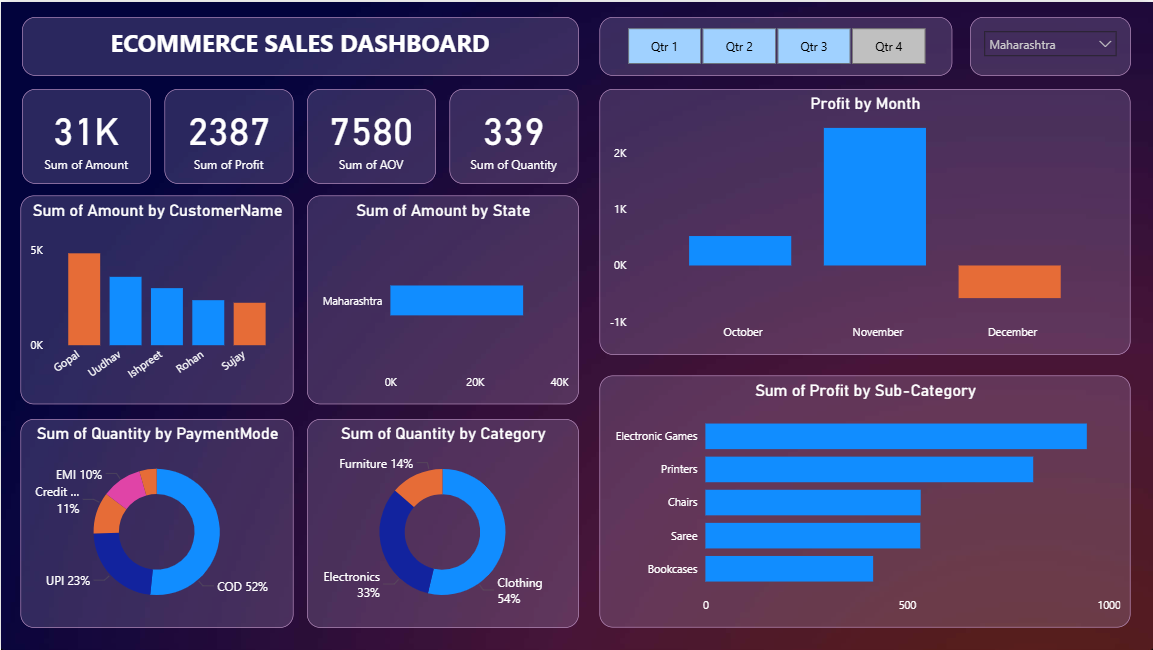 ECOMMERCE SALES DASHBOARD
Qtr 1
Qtr 2
Qtr 3
Qtr 4
Maharashtra
31K
Sum of Amount
2387
Sum of Profit
7580
Sum of AOV
339
Sum of Quantity
Profit by Month
2K
1K
0K
-1K
October
November
December
Sum of Amount by CustomerName
5K
0K
Gopal
Uudhav
Ishpreet
Rohan
Sujay
Sum of Amount by State
Maharashtra
0K
20K
40K
Sum of Quantity by PaymentMode
EMI 10%
Credit ...
11%
UPI 23%
COD 52%
Sum of Quantity by Category
Furniture 14%
Electronics
33%
Clothing
54%
Sum of Profit by Sub-Category
Electronic Games
Printers
Chairs
Saree
Bookcases
0
500
1000